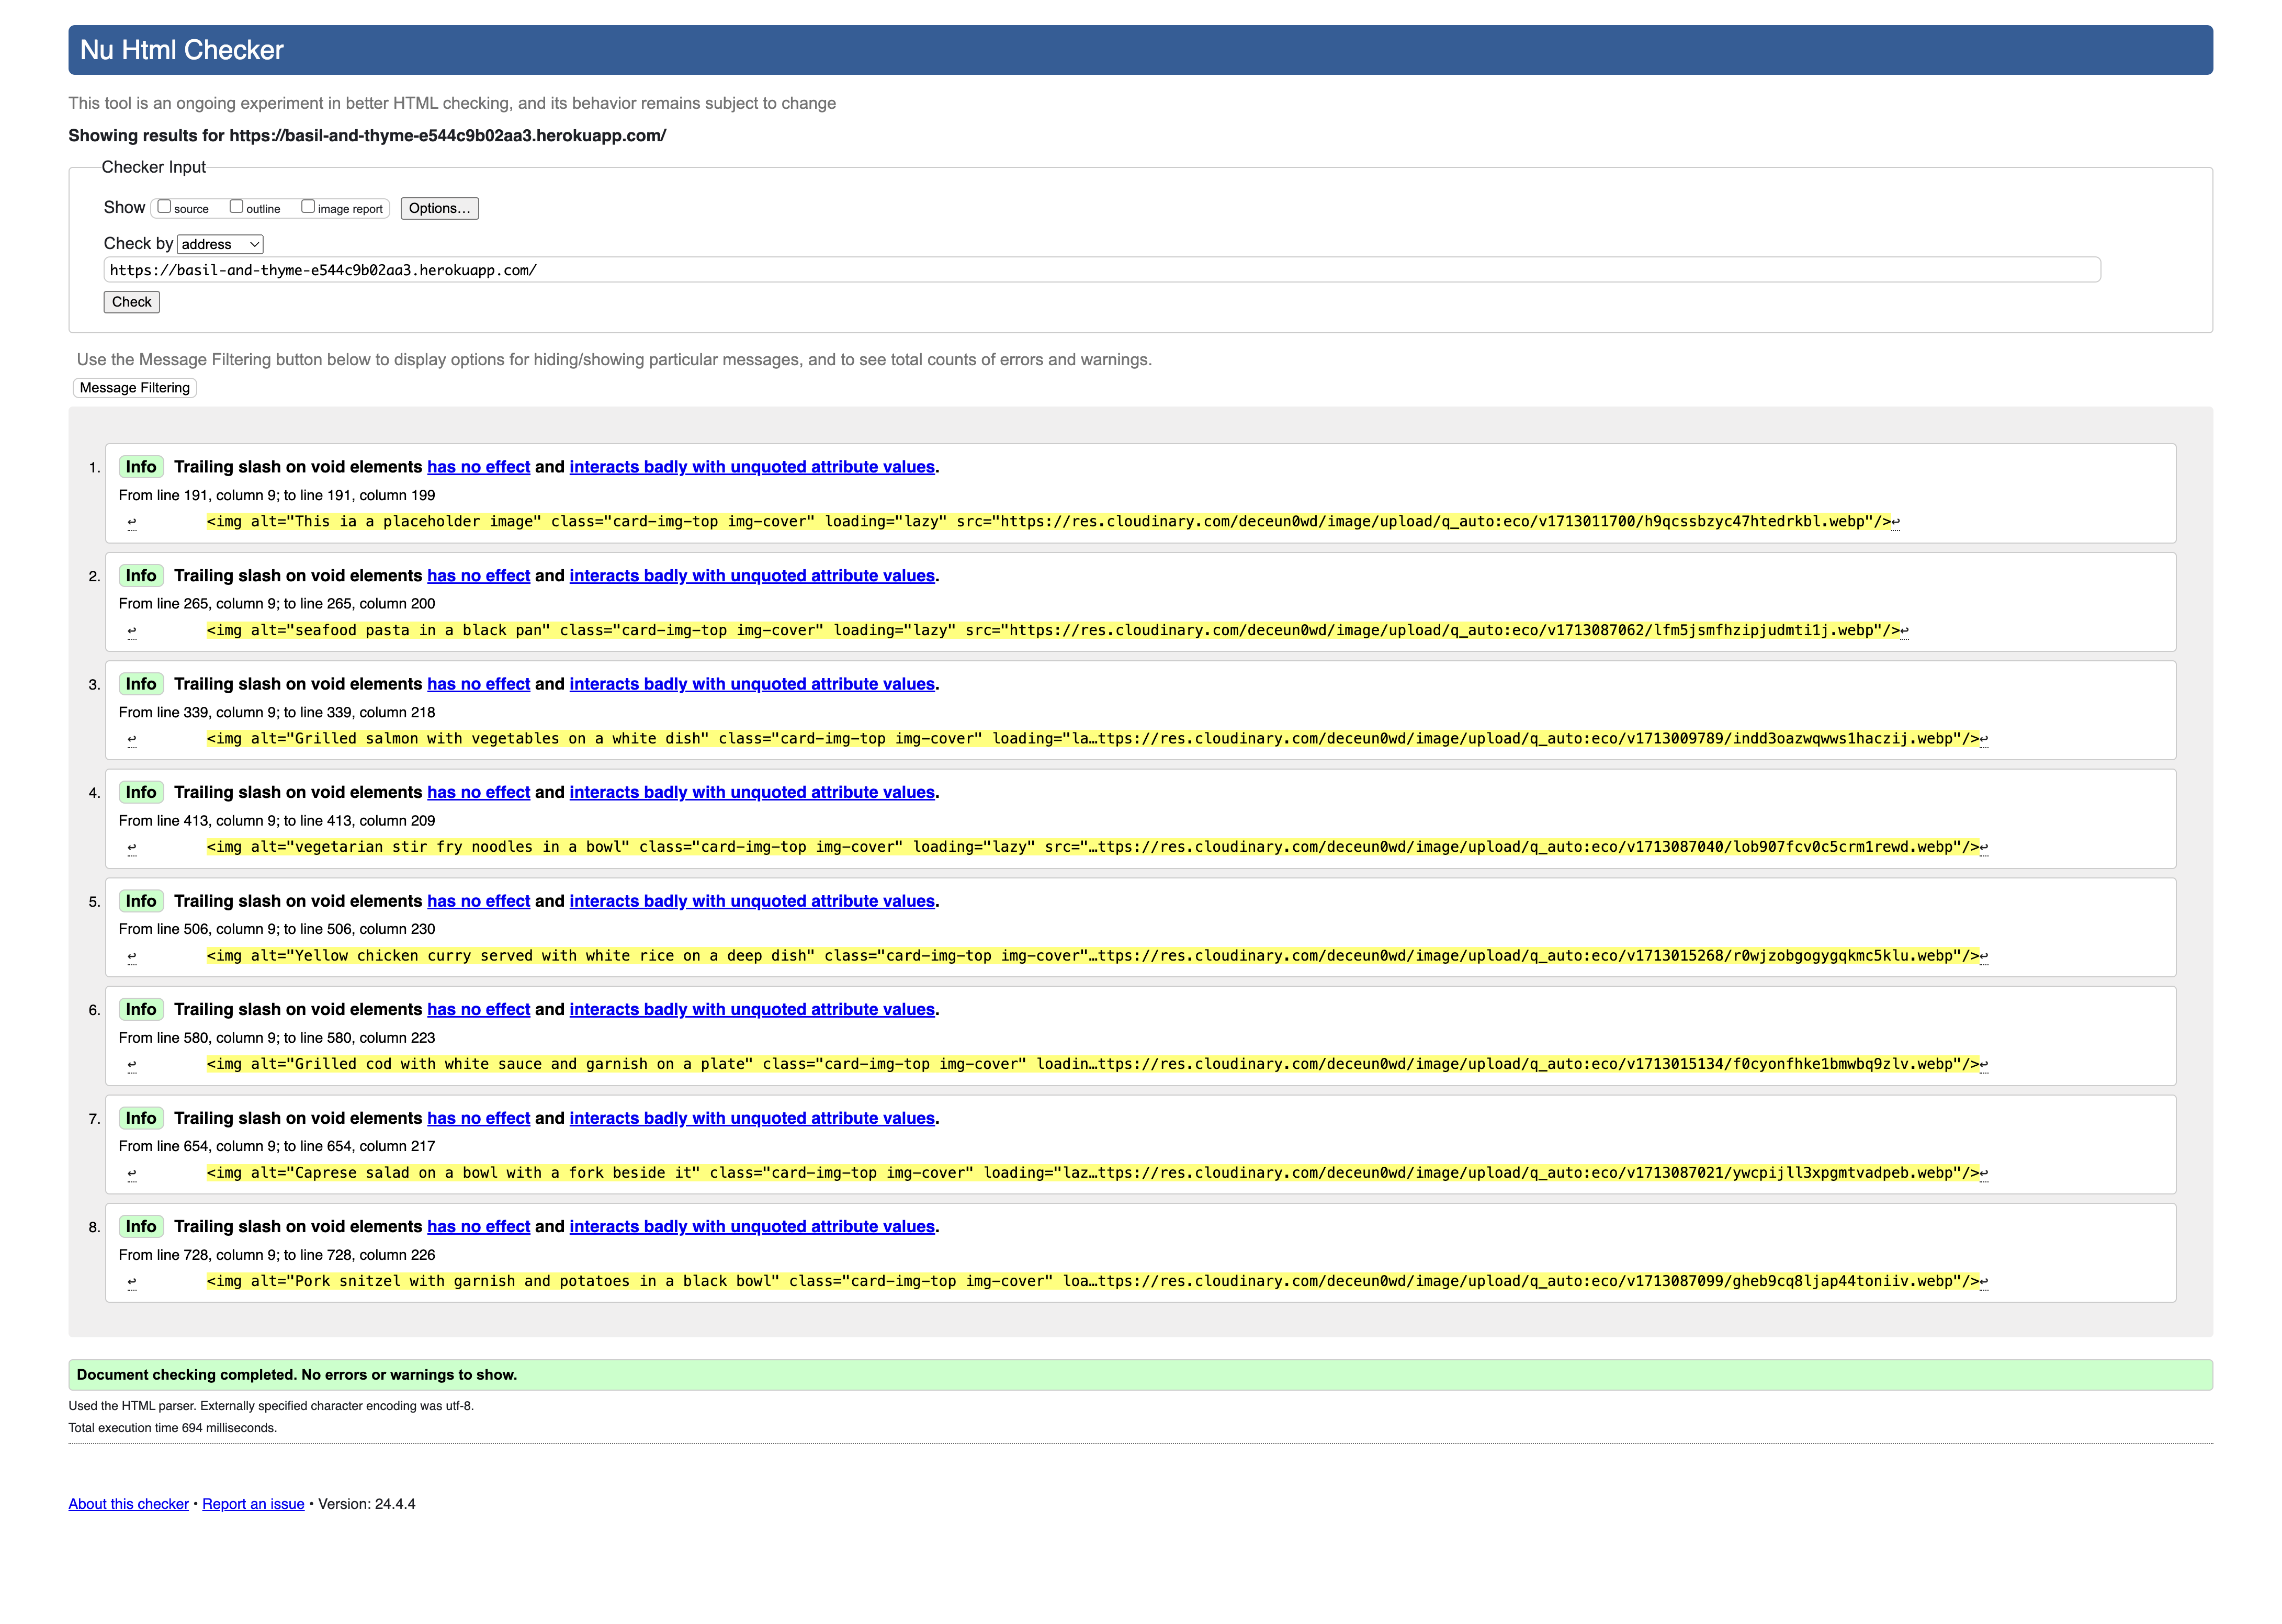 Nu Html Checker
This tool is an ongoing experiment in better HTML checking, and its behavior remains subject to change
Showing results for https://basil-and-thyme-e544c9b02aa3.herokuapp.com/
Checker Input
Show source outline image report Options...
Check by address
https://basil-and-thyme-e544c9b02aa3.herokuapp.com/
Check
Use the Message Filtering button below to display options for hiding/showing particular messages, and to see total counts of errors and warnings.
Message Filtering
1. Info Trailing slash on void elements has no effect and interacts badly with unquoted attribute values.
From line 191, column 9; to line 191, column 199
↩ <img alt="This ia a placeholder image" class="card-img-top img-cover" loading="lazy" src="https://res.cloudinary.com/deceun0wd/image/upload/q_auto:eco/v1713011700/h9qcssbzyc47htedrkbl.webp"/>↩
2. Info Trailing slash on void elements has no effect and interacts badly with unquoted attribute values.
From line 265, column 9; to line 265, column 200
↩ <img alt="seafood pasta in a black pan" class="card-img-top img-cover" loading="lazy" src="https://res.cloudinary.com/deceun0wd/image/upload/q_auto:eco/v1713087062/lfm5jsmfhzipjudmti1j.webp"/>↩
3. Info Trailing slash on void elements has no effect and interacts badly with unquoted attribute values.
From line 339, column 9; to line 339, column 218
↩ <img alt="Grilled salmon with vegetables on a white dish" class="card-img-top img-cover" loading="la…ttps://res.cloudinary.com/deceun0wd/image/upload/q_auto:eco/v1713009789/indd3oazwqwws1haczij.webp"/>↩
4. Info Trailing slash on void elements has no effect and interacts badly with unquoted attribute values.
From line 413, column 9; to line 413, column 209
↩ <img alt="vegetarian stir fry noodles in a bowl" class="card-img-top img-cover" loading="lazy" src="…ttps://res.cloudinary.com/deceun0wd/image/upload/q_auto:eco/v1713087040/lob907fcv0c5crm1rewd.webp"/>↩
5. Info Trailing slash on void elements has no effect and interacts badly with unquoted attribute values.
From line 506, column 9; to line 506, column 230
↩ <img alt="Yellow chicken curry served with white rice on a deep dish" class="card-img-top img-cover"…ttps://res.cloudinary.com/deceun0wd/image/upload/q_auto:eco/v1713015268/r0wjzobgogygqkmc5klu.webp"/>↩
6. Info Trailing slash on void elements has no effect and interacts badly with unquoted attribute values.
From line 580, column 9; to line 580, column 223
↩ <img alt="Grilled cod with white sauce and garnish on a plate" class="card-img-top img-cover" loadin…ttps://res.cloudinary.com/deceun0wd/image/upload/q_auto:eco/v1713015134/f0cyonfhke1bmwbq9zlv.webp"/>↩
7. Info Trailing slash on void elements has no effect and interacts badly with unquoted attribute values.
From line 654, column 9; to line 654, column 217
↩ <img alt="Caprese salad on a bowl with a fork beside it" class="card-img-top img-cover" loading="laz…ttps://res.cloudinary.com/deceun0wd/image/upload/q_auto:eco/v1713087021/ywcpijll3xpgmtvadpeb.webp"/>↩
8. Info Trailing slash on void elements has no effect and interacts badly with unquoted attribute values.
From line 728, column 9; to line 728, column 226
↩ <img alt="Pork snitzel with garnish and potatoes in a black bowl" class="card-img-top img-cover" loa…ttps://res.cloudinary.com/deceun0wd/image/upload/q_auto:eco/v1713087099/gheb9cq8ljap44toniiv.webp"/>↩
Document checking completed. No errors or warnings to show.
Used the HTML parser. Externally specified character encoding was utf-8.
Total execution time 694 milliseconds.
About this checker • Report an issue • Version: 24.4.4